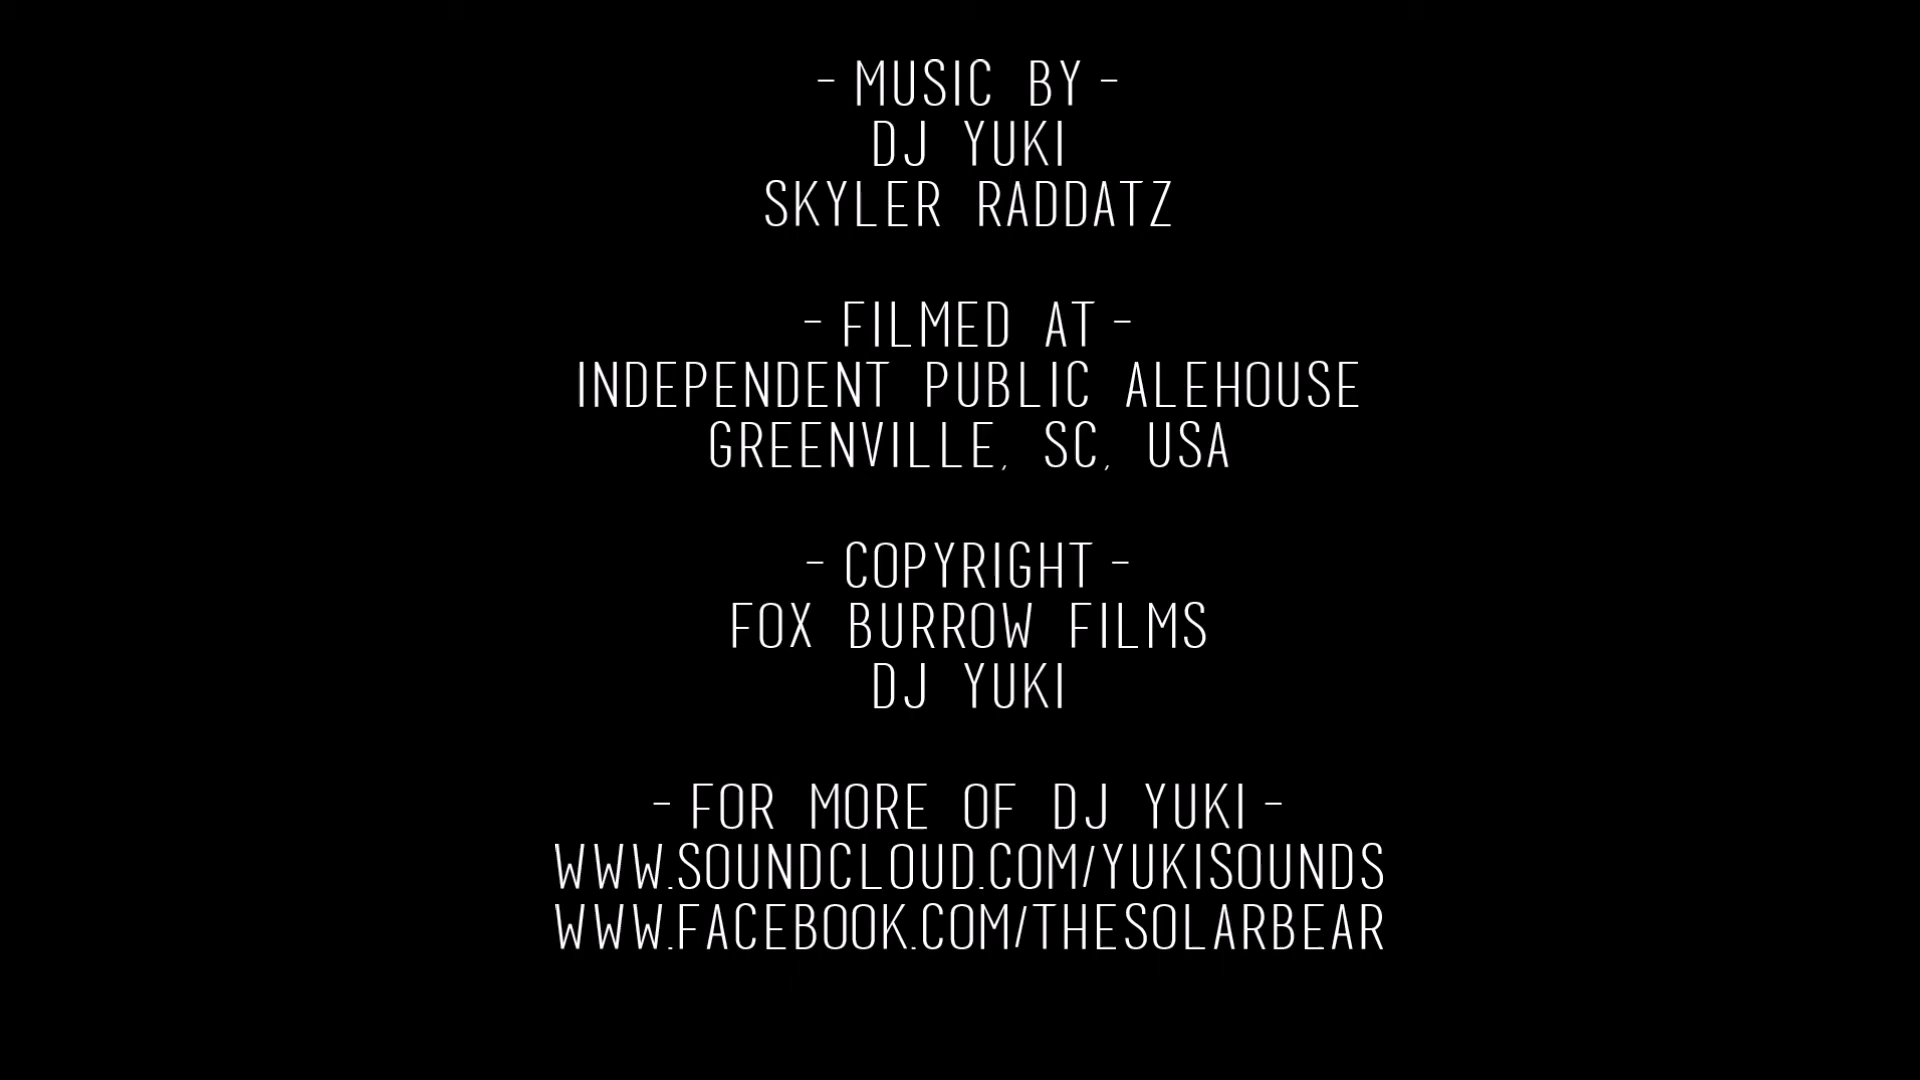 - MUSIC BY -
DJ YUKI
SKYLER RADDATZ
- FILMED AT -
INDEPENDENT PUBLIC ALEHOUSE
GREENVILLE, SC, USA
- COPYRIGHT -
FOX BURROW FILMS
DJ YUKI
- FOR MORE OF DJ YUKI -
WWW.SOUNDCLOUD.COM/YUKISOUNDS
WWW.FACEBOOK.COM/THESOLARBEAR